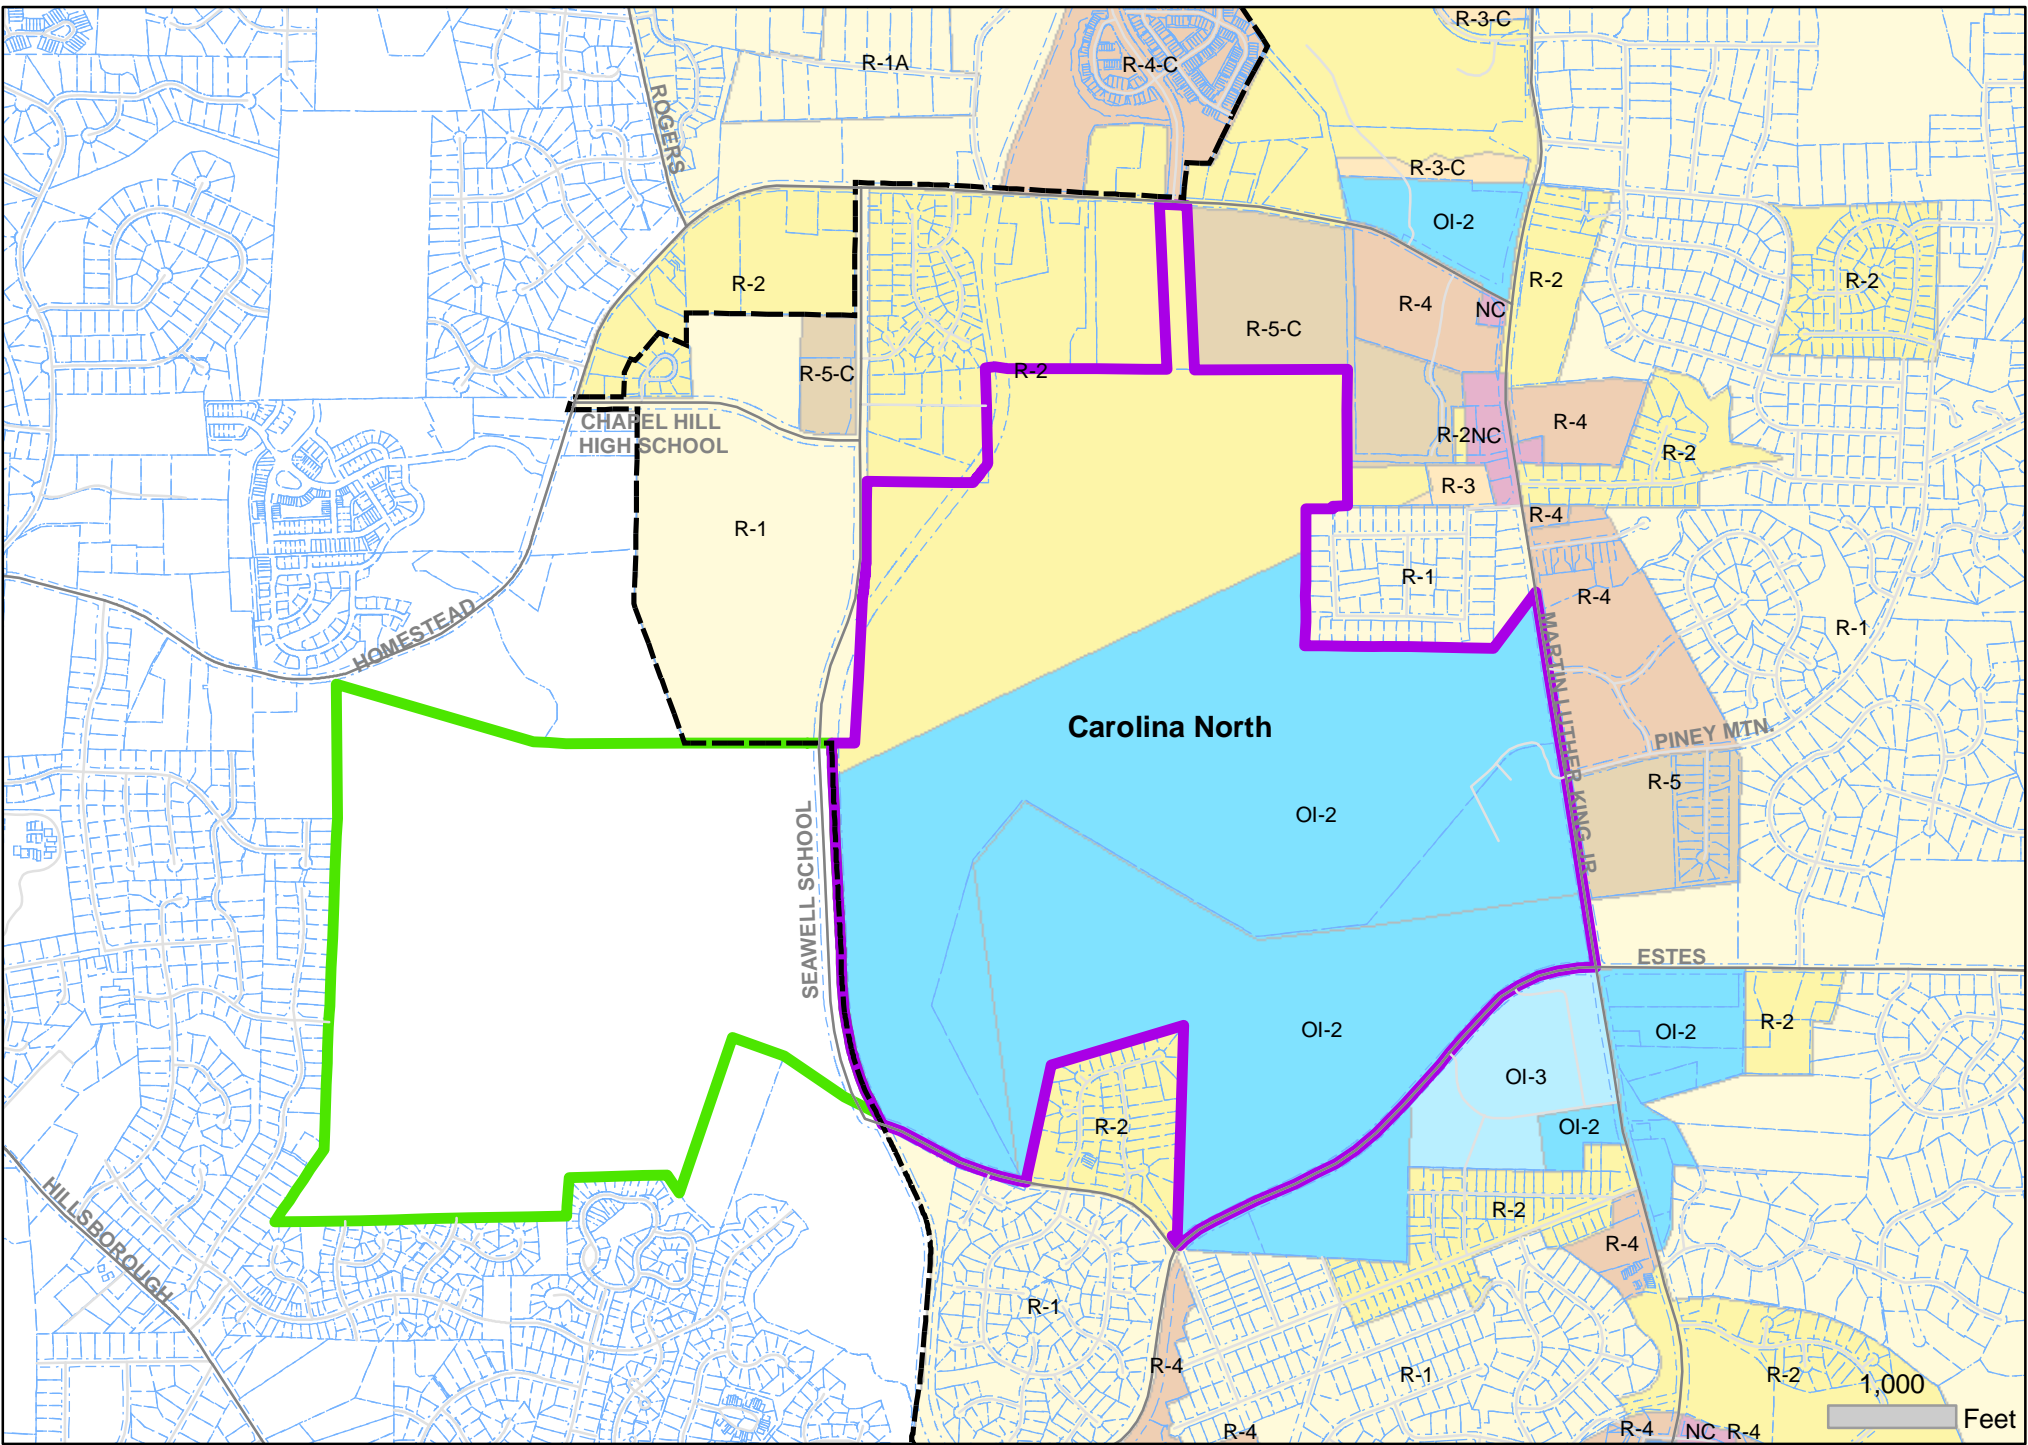 R-3-C
R-1A
R-4-C
ROGERS
R-3-C
OI-2
R-2
R-2
R-2
R-4
NC
R-5-C
R-2
R-5-C
CHAPEL HILL
HIGH SCHOOL
R-4
R-2
NC
R-2
R-3
R-4
R-1
R-1
R-4
R-1
HOMESTEAD
MARTIN LUTHER KING JR
Carolina North
PINEY MTN.
R-5
OI-2
SEAWELL SCHOOL
ESTES
OI-2
OI-2
R-2
OI-3
R-2
OI-2
HILLSBOROUGH
R-2
R-4
R-1
R-4
R-1
R-2
1,000
Feet
R-4
R-4
NC
R-4